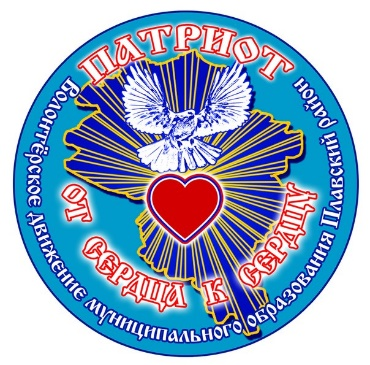 ПАТРИОТ
Волонтёрское движение муниципального образования Плавский район
ОТ СЕРДЦА К СЕРДЦУ